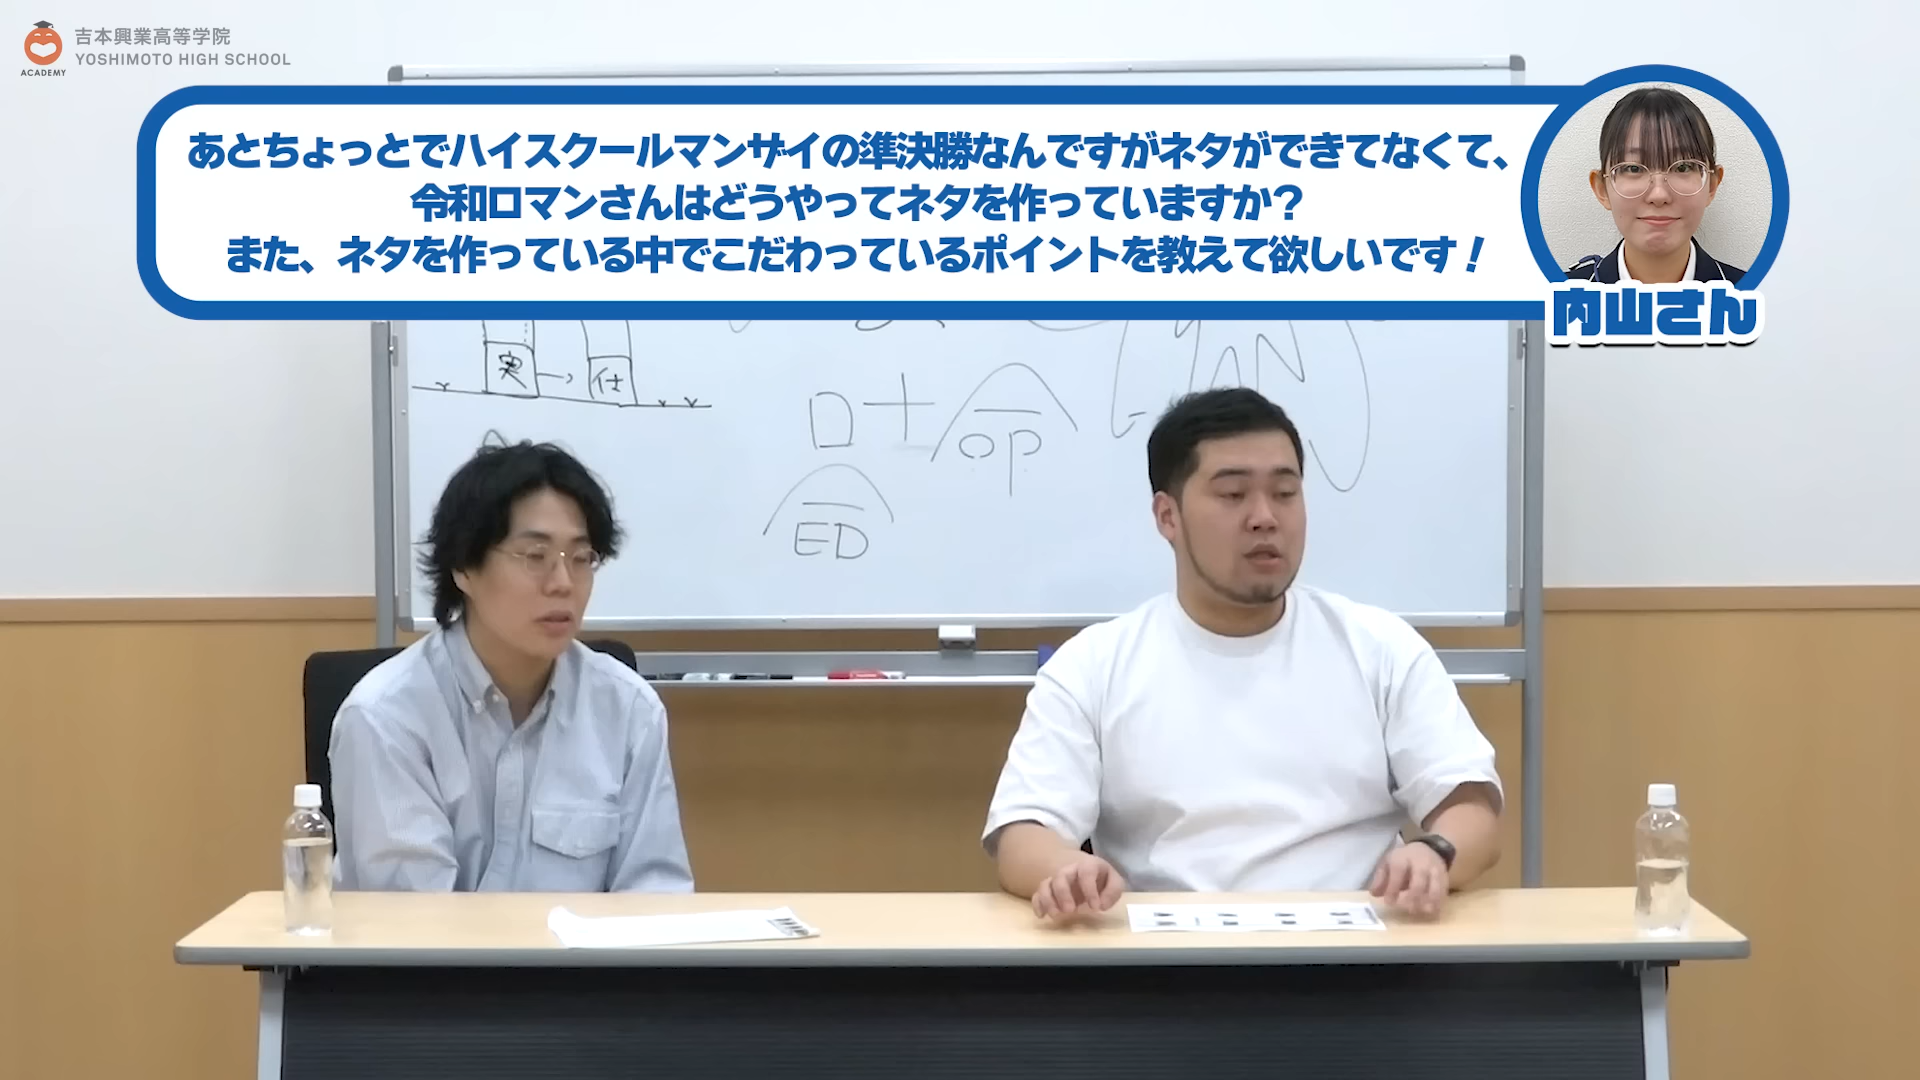 吉本興業高等学院
YOSHIMOTO HIGH SCHOOL
ACADEMY
あとちょっとでハイスクールマンザイの準決勝なんですがネタができてなくて、
令和ロマンさんはどうやってネタを作っていますか?
また、ネタを作っている中でこだわっているポイントを教えて欲しいです!
内山さん
実
仕
ロ+
OP
ED